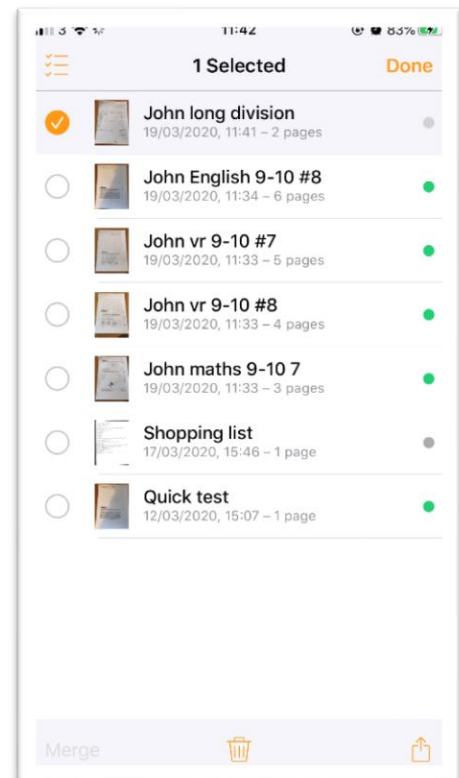 3 11:42 83%
1 Selected Done
John long division
19/03/2020, 11:41 – 2 pages
John English 9-10 #8
19/03/2020, 11:34 – 6 pages
John vr 9-10 #7
19/03/2020, 11:33 – 5 pages
John vr 9-10 #8
19/03/2020, 11:33 – 4 pages
John maths 9-10 7
19/03/2020, 11:33 – 3 pages
Shopping list
17/03/2020, 15:46 – 1 page
Quick test
12/03/2020, 15:07 – 1 page
Merge